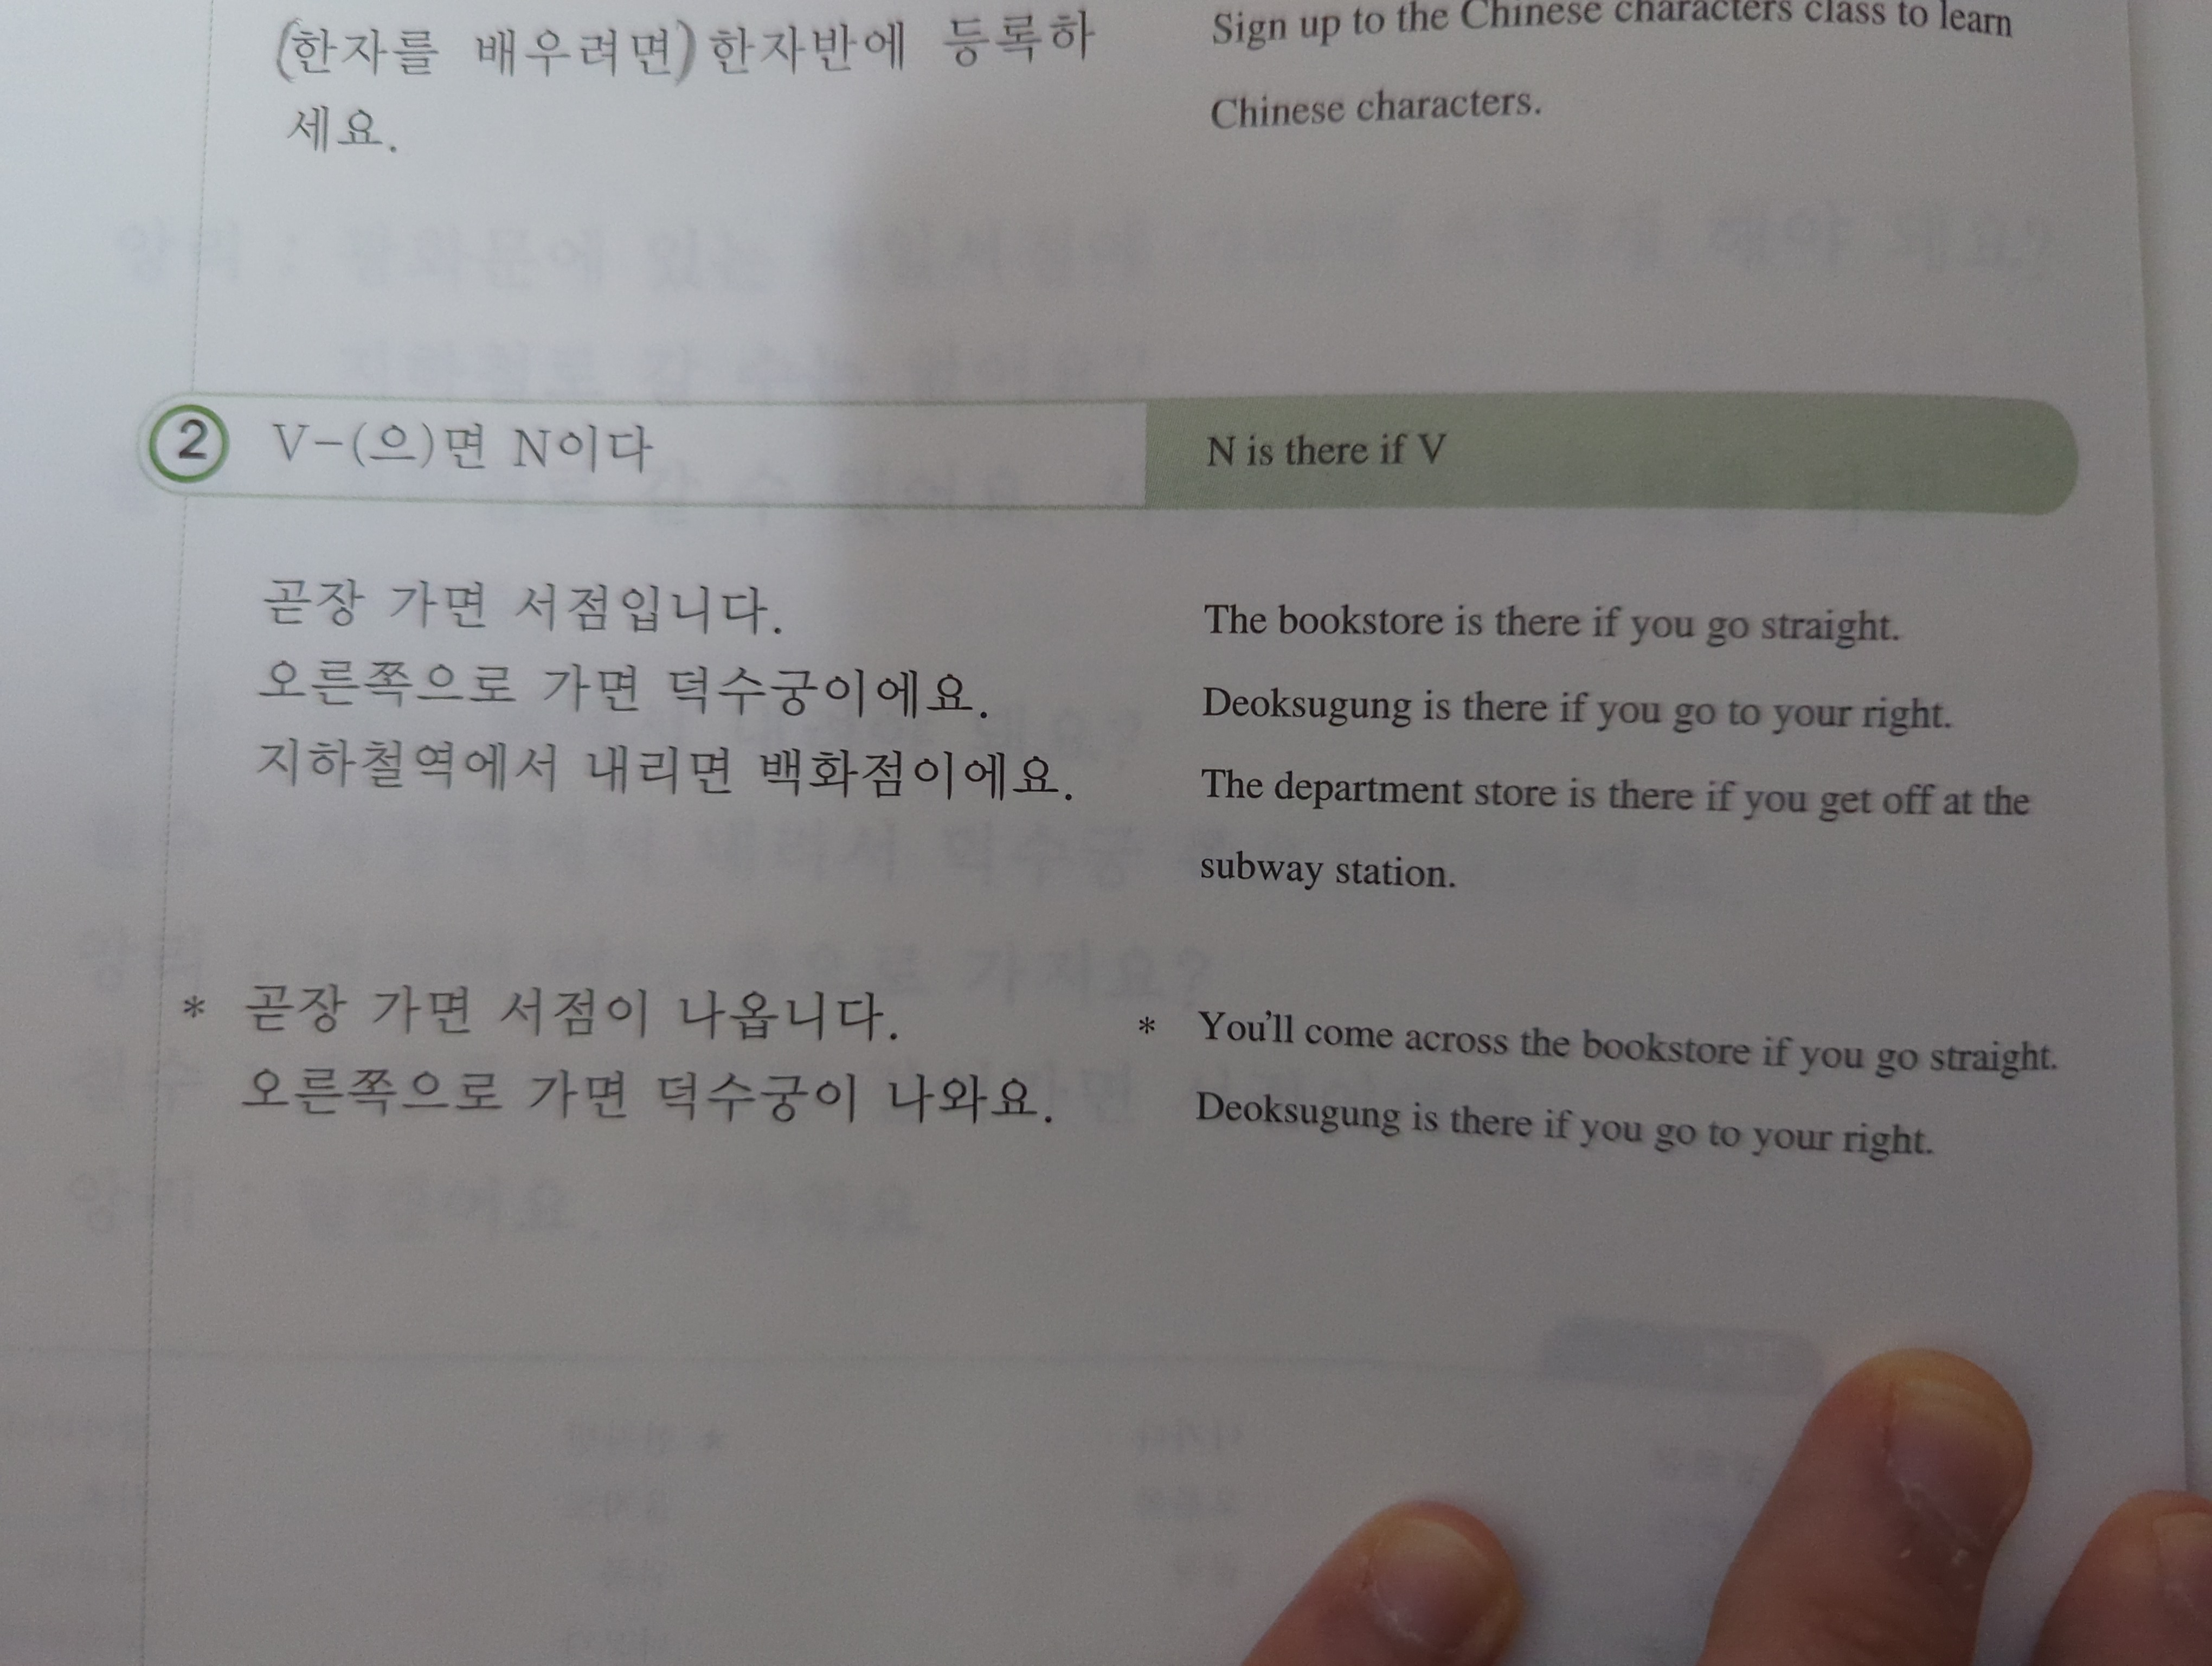 (한자를 배우려면) 한자반에 등록하
세요.
Sign up to the Chinese characters class to learn
Chinese characters.
2 V-(으)면 N이다
N is there if V
곧장 가면 서점입니다.
오른쪽으로 가면 덕수궁이에요.
지하철역에서 내리면 백화점이에요.
The bookstore is there if you go straight.
Deoksugung is there if you go to your right.
The department store is there if you get off at the
subway station.
* 곧장 가면 서점이 나옵니다.
오른쪽으로 가면 덕수궁이 나와요.
* You'll come across the bookstore if you go straight.
Deoksugung is there if you go to your right.